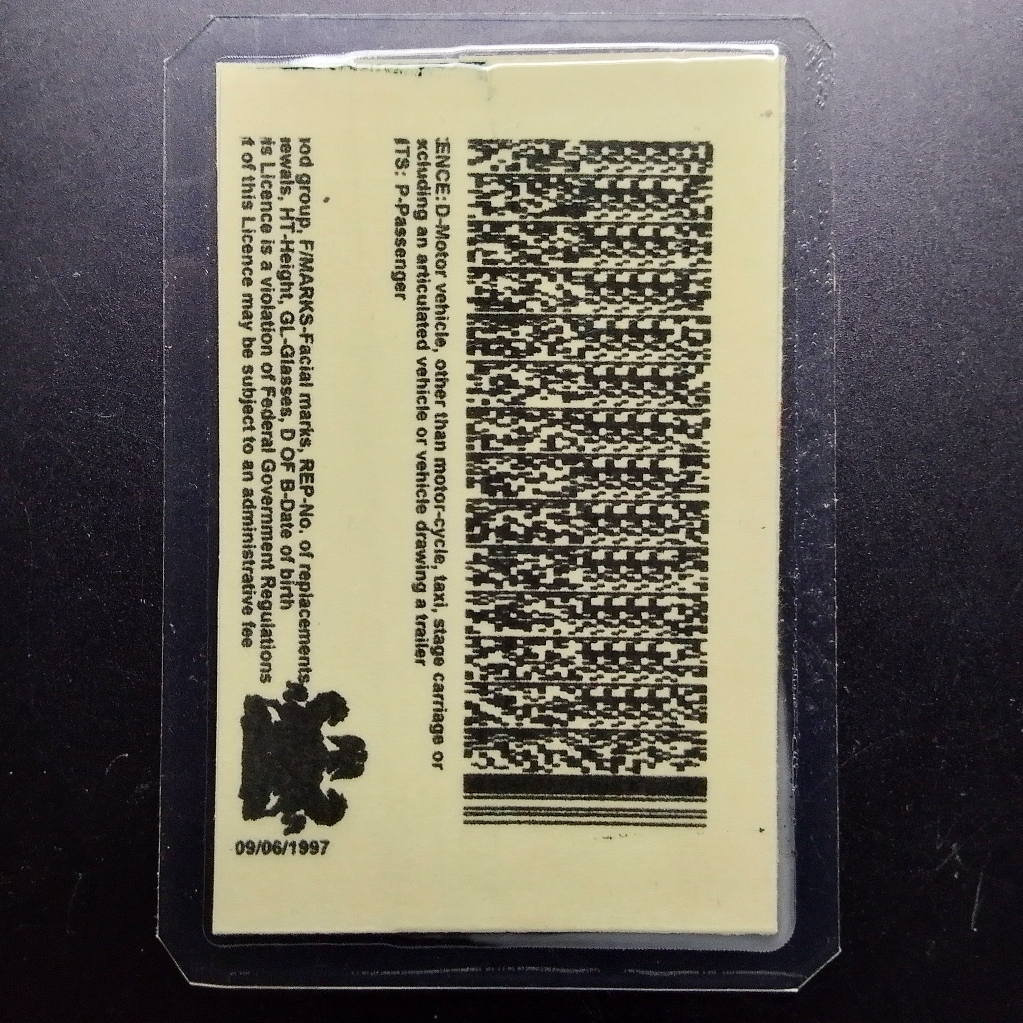 ENCE: D-Motor vehicle, other than motor-cycle, taxi, stage carriage or
xcluding an articulated vehicle or vehicle drawing a trailer
ITS: P-Passenger
od group, F/MARKS-Facial marks, REP-No. of replacements,
ewals, HT-Height, GL-Glasses, D OF B-Date of birth
is Licence is a violation of Federal Government Regulations
t of this Licence may be subject to an administrative fee
09/06/1997